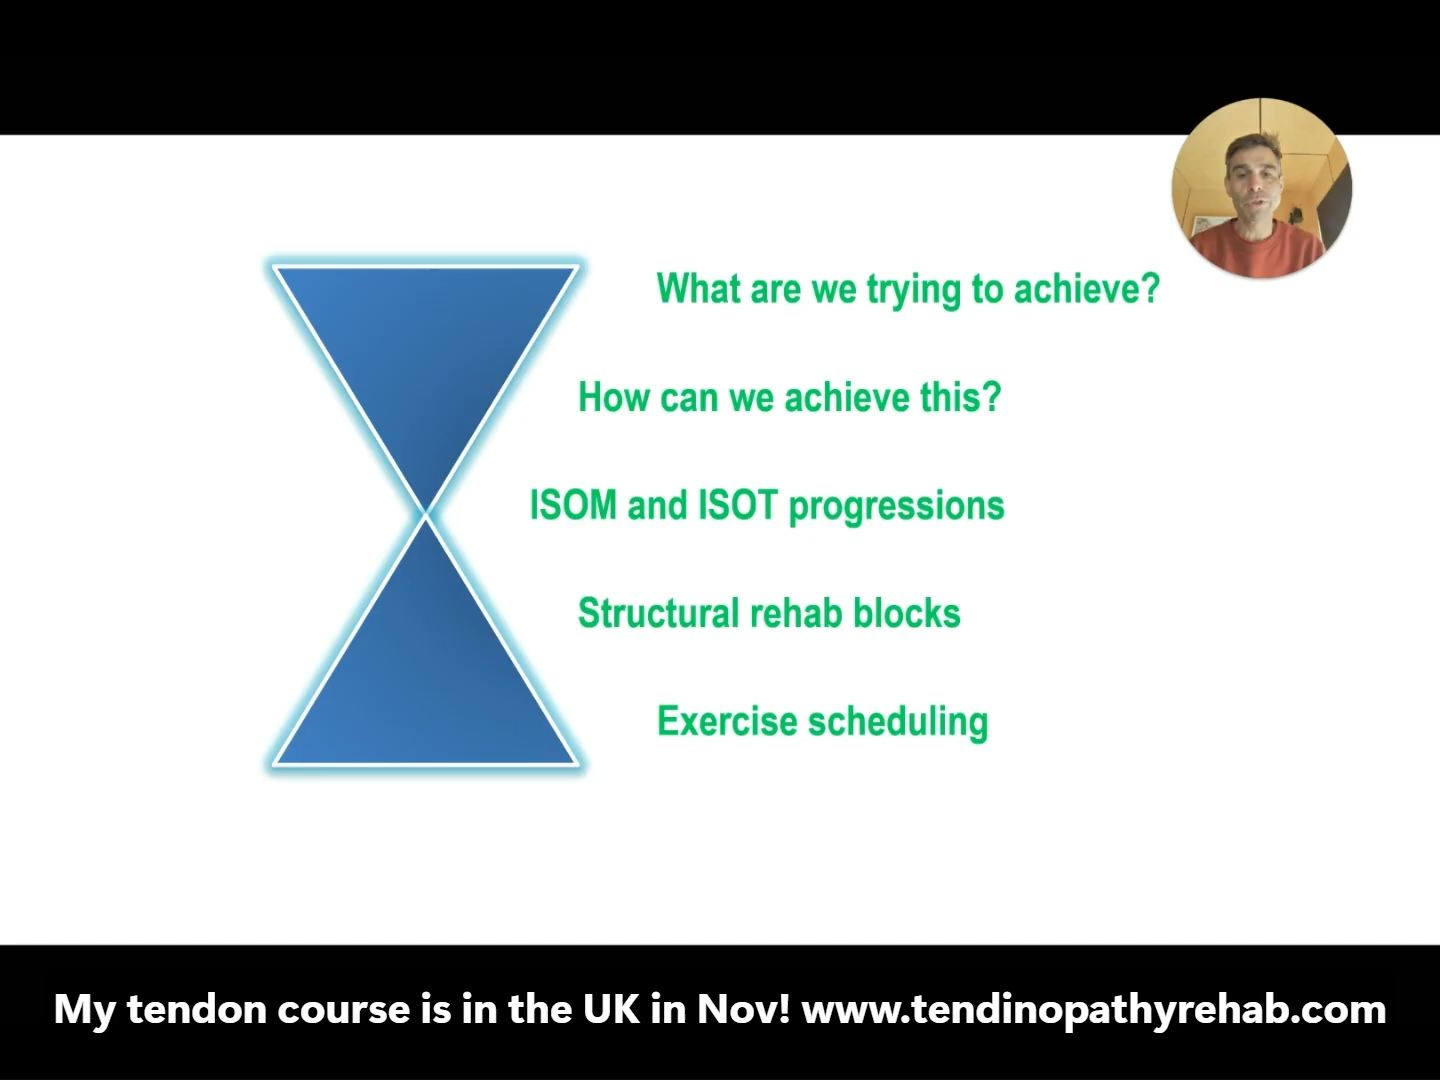 What are we trying to achieve?
How can we achieve this?
ISOM and ISOT progressions
Structural rehab blocks
Exercise scheduling
My tendon course is in the UK in Nov! www.tendinopathyrehab.com